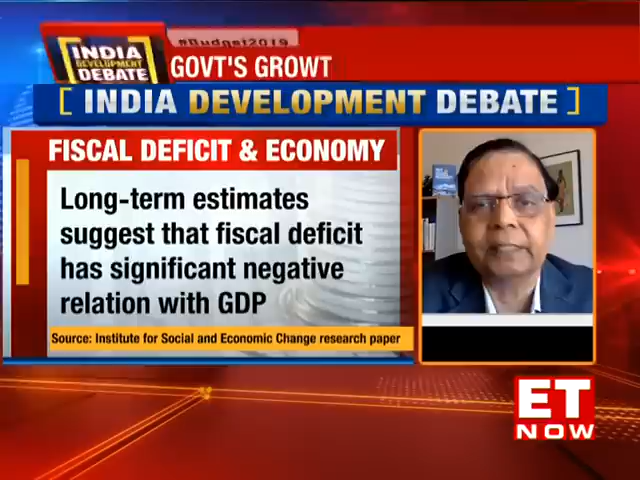 #Budget2019
INDIA
DEVELOPMENT
DEBATE
GOVT'S GROWT
[ INDIA DEVELOPMENT DEBATE ]
FISCAL DEFICIT & ECONOMY
Long-term estimates
suggest that fiscal deficit
has significant negative
relation with GDP
Source: Institute for Social and Economic Change research paper
ET
NOW